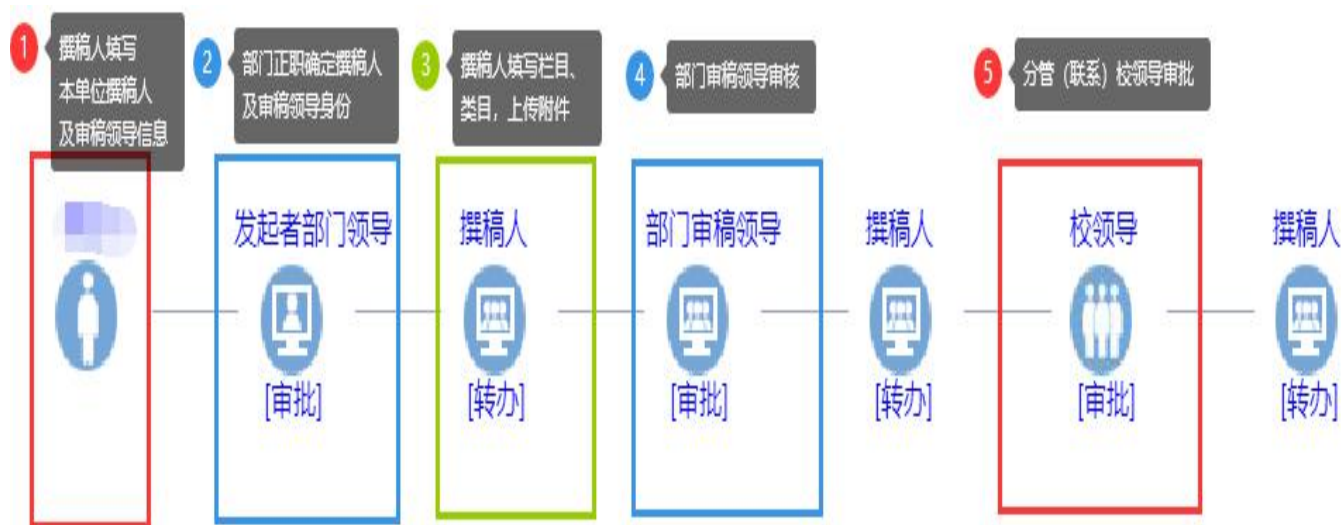 1
撰稿人填写
本单位撰稿人
及审稿领导信息
2
部门正职确定撰稿人
及审稿领导身份
3
撰稿人填写栏目、
类目，上传附件
4
部门审稿领导审核
5
分管（联系）校领导审批
发起者部门领导
撰稿人
部门审稿领导
撰稿人
校领导
撰稿人
[审批]
[转办]
[审批]
[转办]
[审批]
[转办]